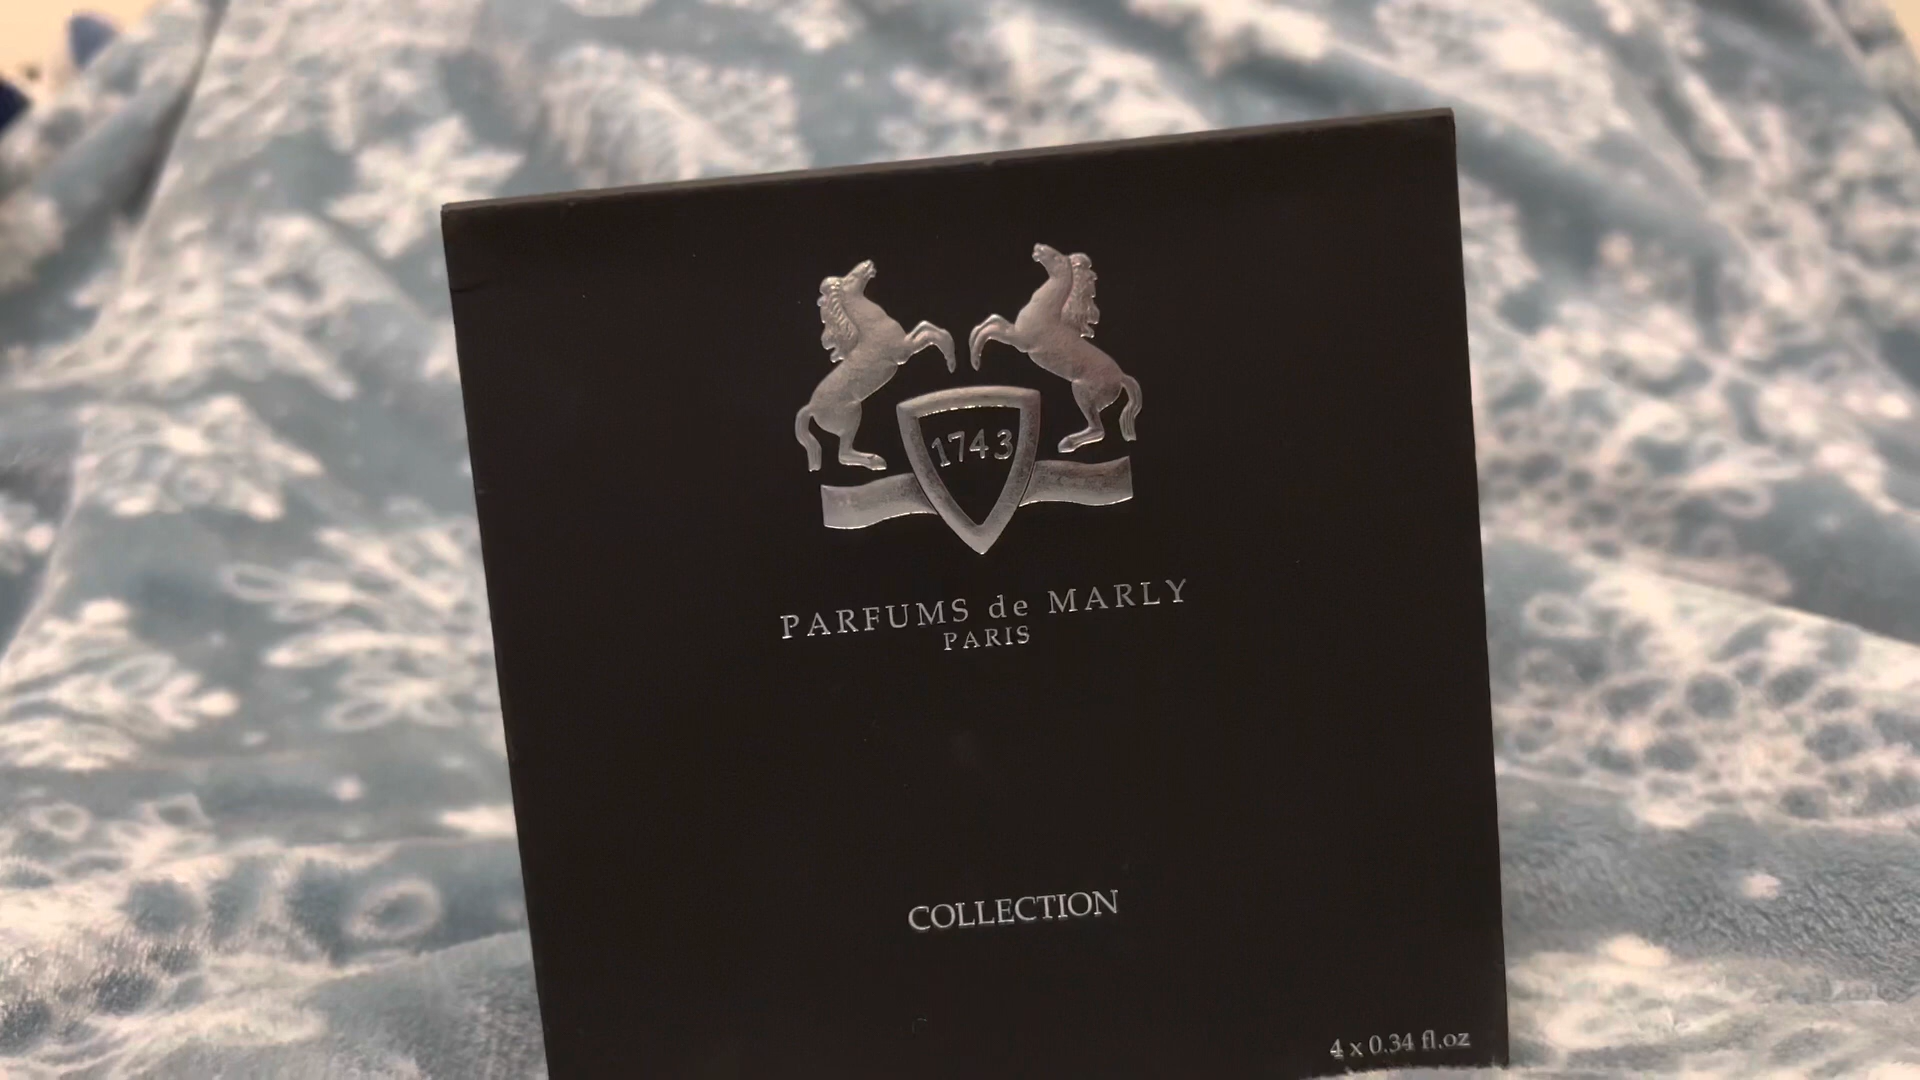 1743
PARFUMS de MARLY
PARIS
COLLECTION
4 x 0.34 fl.oz